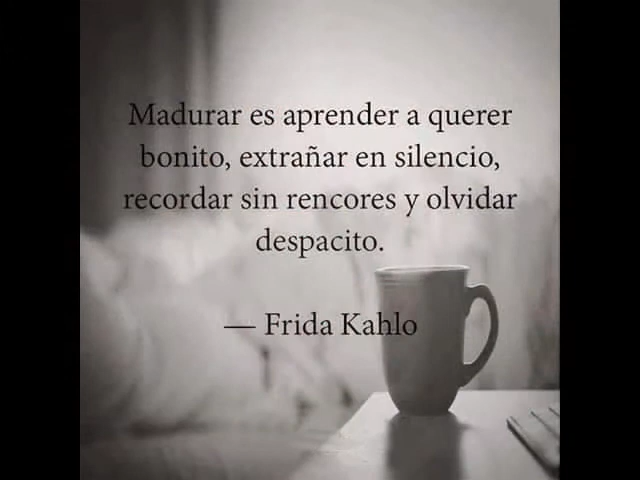 Madurar es aprender a querer
bonito, extrañar en silencio,
recordar sin rencores y olvidar
despacito.
— Frida Kahlo